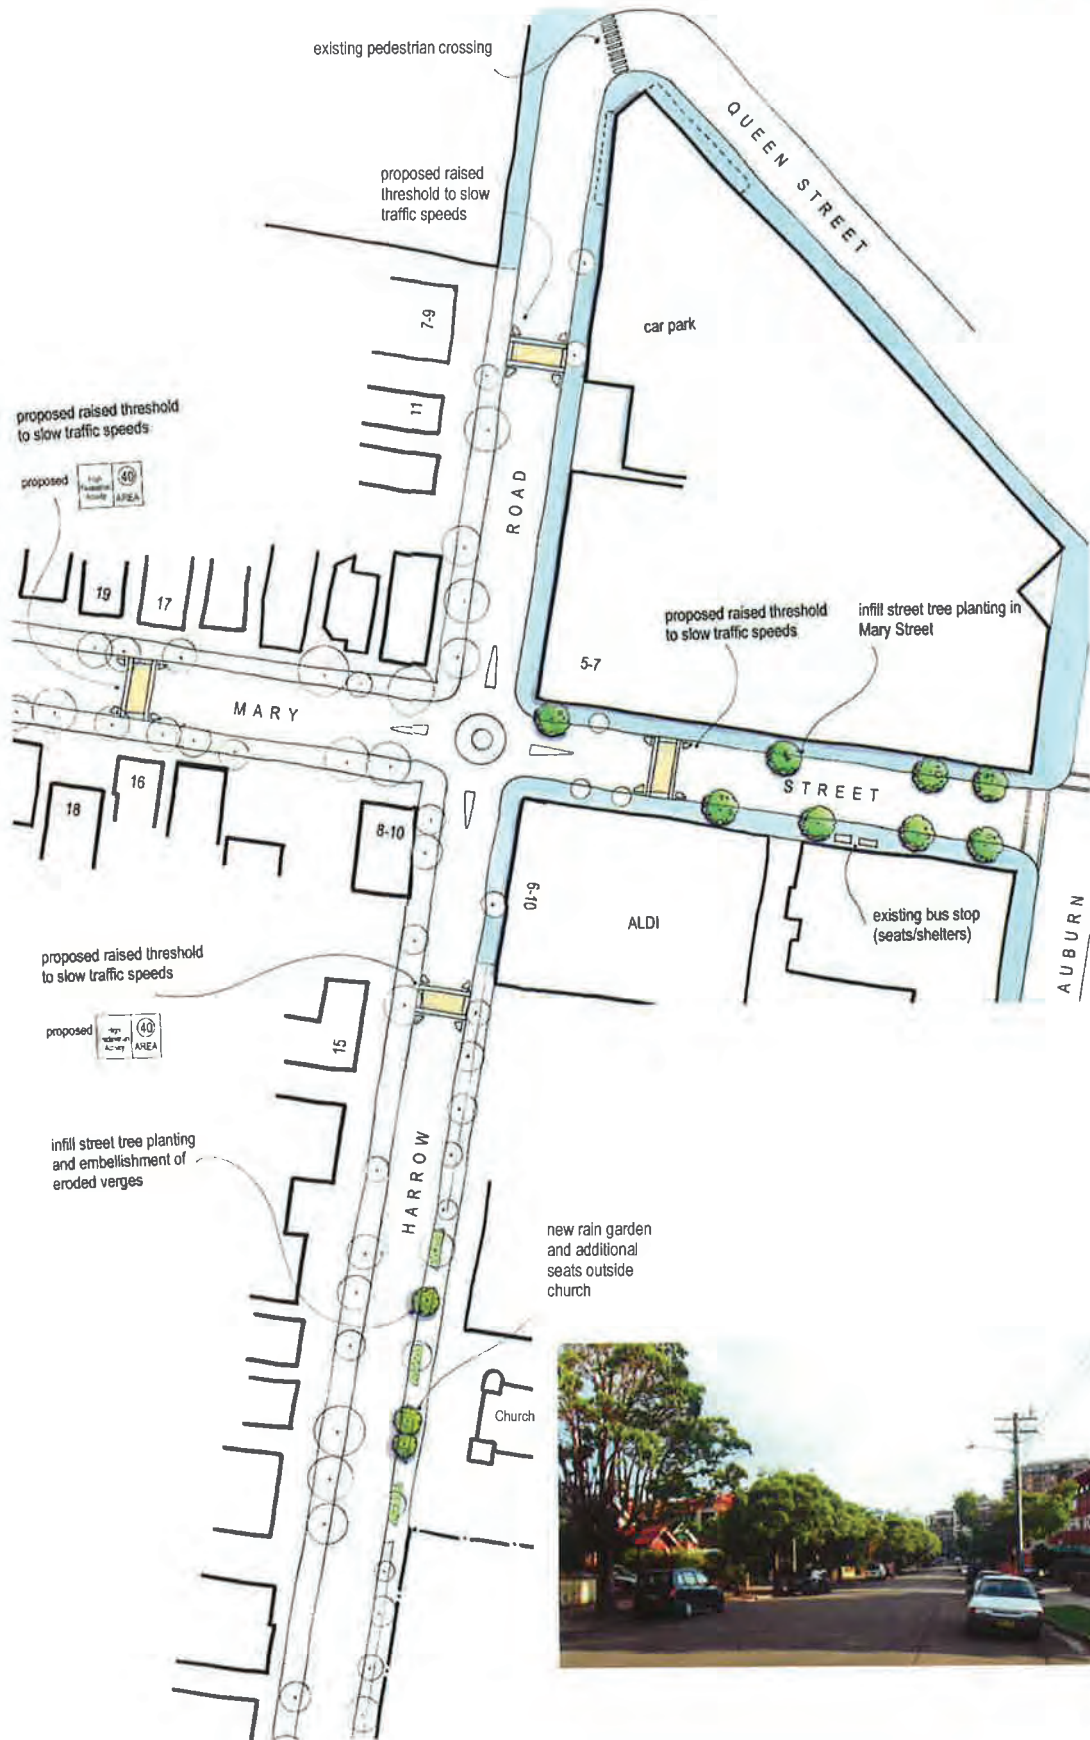 existing pedestrian crossing
QUEEN STREET
proposed raised
threshold to slow
traffic speeds
car park
7-9
11
ROAD
proposed raised threshold
to slow traffic speeds
proposed
High
Pedestrian
Activity
40
AREA
19
17
proposed raised threshold
to slow traffic speeds
infill street tree planting in
Mary Street
5-7
MARY
STREET
16
18
8-10
6-10
ALDI
existing bus stop
(seats/shelters)
AUBURN
proposed raised threshold
to slow traffic speeds
proposed
40
AREA
15
infill street tree planting
and embellishment of
eroded verges
HARROW
new rain garden
and additional
seats outside
church
Church